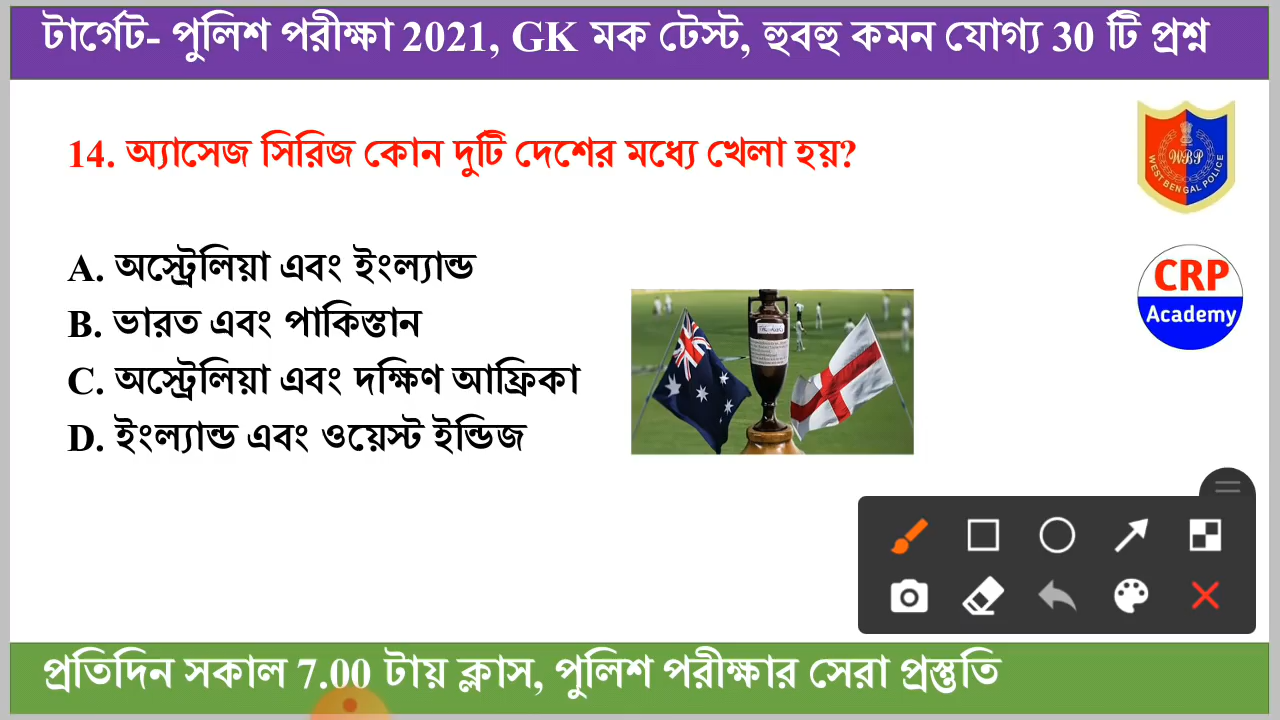 টার্গেট- পুলিশ পরীক্ষা 2021, GK মক টেস্ট, হুবহু কমন যোগ্য 30 টি প্রশ্ন
14. অ্যাসেজ সিরিজ কোন দুটি দেশের মধ্যে খেলা হয়?
A. অস্ট্রেলিয়া এবং ইংল্যান্ড
B. ভারত এবং পাকিস্তান
C. অস্ট্রেলিয়া এবং দক্ষিণ আফ্রিকা
D. ইংল্যান্ড এবং ওয়েস্ট ইন্ডিজ
WBP
WEST BENGAL POLICE
CRP
Academy
প্রতিদিন সকাল 7.00 টায় ক্লাস, পুলিশ পরীক্ষার সেরা প্রস্তুতি